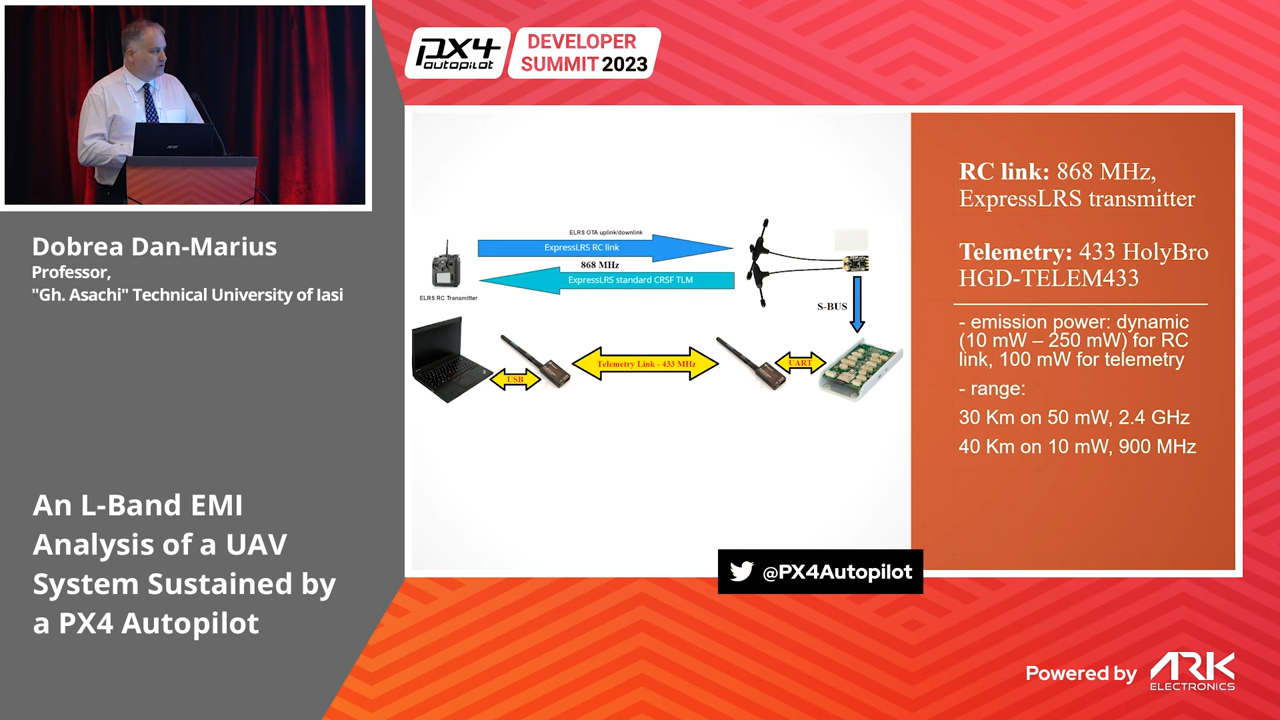 PX4
autopilot
DEVELOPER
SUMMIT 2023
acer
Dobrea Dan-Marius
Professor,
"Gh. Asachi" Technical University of Iasi
An L-Band EMI
Analysis of a UAV
System Sustained by
a PX4 Autopilot
ELRS OTA uplink/downlink
ExpressLRS RC link
868 MHz
ExpressLRS standard CRSF TLM
ELRS RC Transmitter
S-BUS
USB
Telemetry Link - 433 MHz
UART
RC link: 868 MHz,
ExpressLRS transmitter
Telemetry: 433 HolyBro
HGD-TELEM433
- emission power: dynamic
(10 mW – 250 mW) for RC
link, 100 mW for telemetry
- range:
30 Km on 50 mW, 2.4 GHz
40 Km on 10 mW, 900 MHz
@PX4Autopilot
Powered by ARK
ELECTRONICS